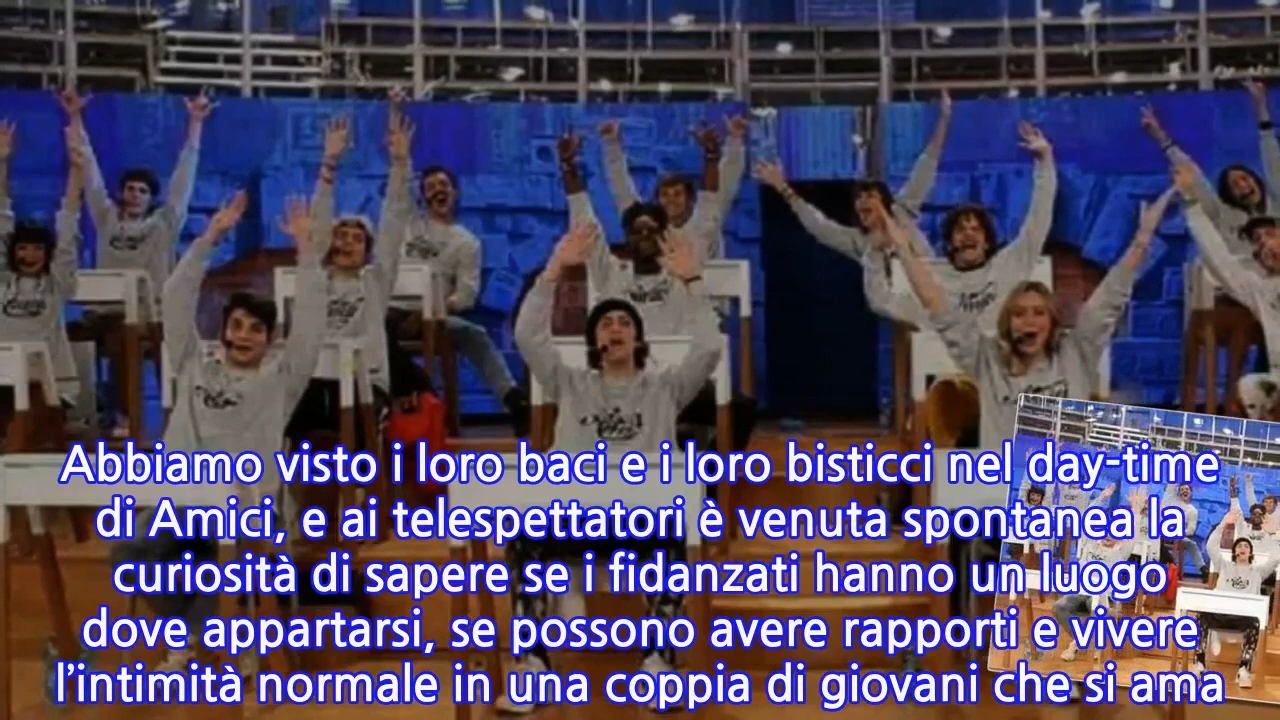 Abbiamo visto i loro baci e i loro bisticci nel day-time
di Amici, e ai telespettatori è venuta spontanea la
curiosità di sapere se i fidanzati hanno un luogo
dove appartarsi, se possono avere rapporti e vivere
l'intimità normale in una coppia di giovani che si ama